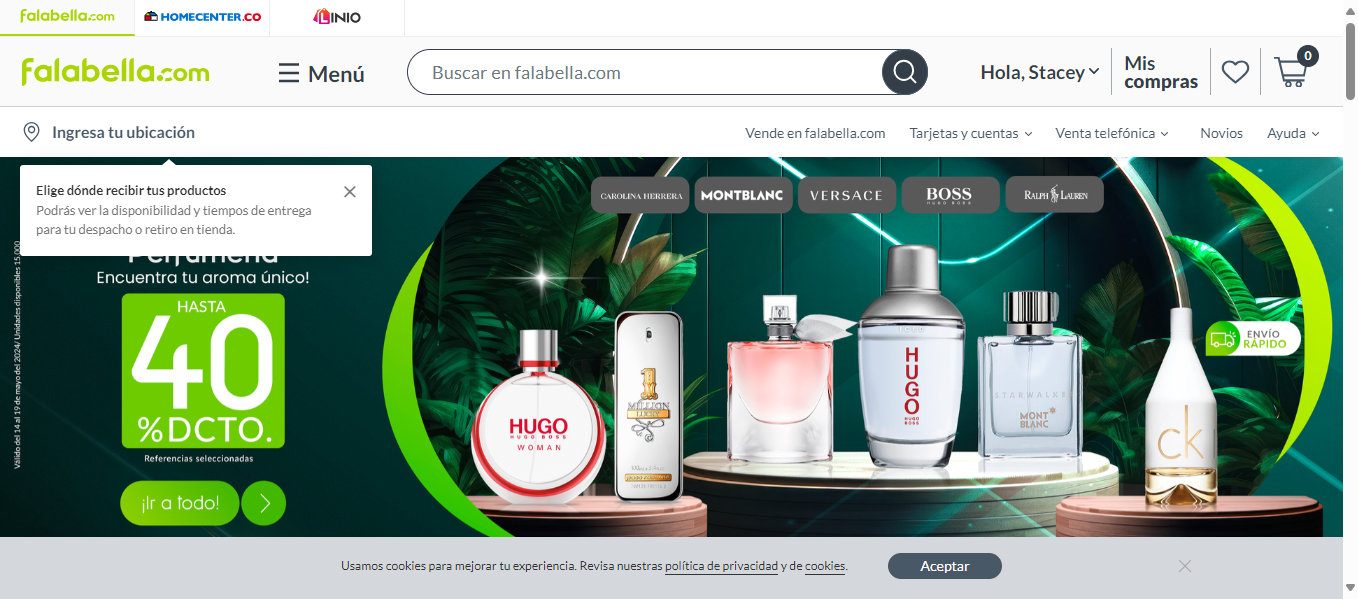 falabella.com
HOMECENTER.CO
LINIO
falabella.com
Menú
Buscar en falabella.com
Hola, Stacey
Mis
compras
0
Ingresa tu ubicación
Vende en falabella.com
Tarjetas y cuentas
Venta telefónica
Novios
Ayuda
Elige dónde recibir tus productos
Podrás ver la disponibilidad y tiempos de entrega
para tu despacho o retiro en tienda.
CAROLINA HERRERA
MONTBLANC
VERSACE
BOSS
HUGO BOSS
RALPH LAUREN
Perfumería
Encuentra tu aroma único!
HASTA
40
%DCTO.
Referencias seleccionadas
¡Ir a todo!
Válido del 14 al 19 de mayo del 2024/ Unidades disponibles 15.000
HUGO
HUGO BOSS
WOMAN
1
MILLION
LUCKY
HUGO
HUGO BOSS
STARWALKER
MONT
BLANC
ck
ENVÍO
RÁPIDO
Usamos cookies para mejorar tu experiencia. Revisa nuestras política de privacidad y de cookies.
Aceptar